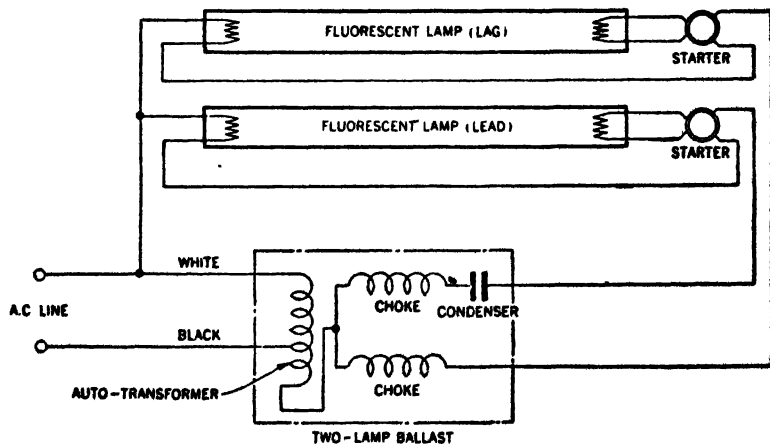 FLUORESCENT LAMP (LAG)
STARTER
FLUORESCENT LAMP (LEAD)
STARTER
WHITE
A.C LINE
BLACK
CHOKE
CONDENSER
CHOKE
AUTO-TRANSFORMER
TWO-LAMP BALLAST